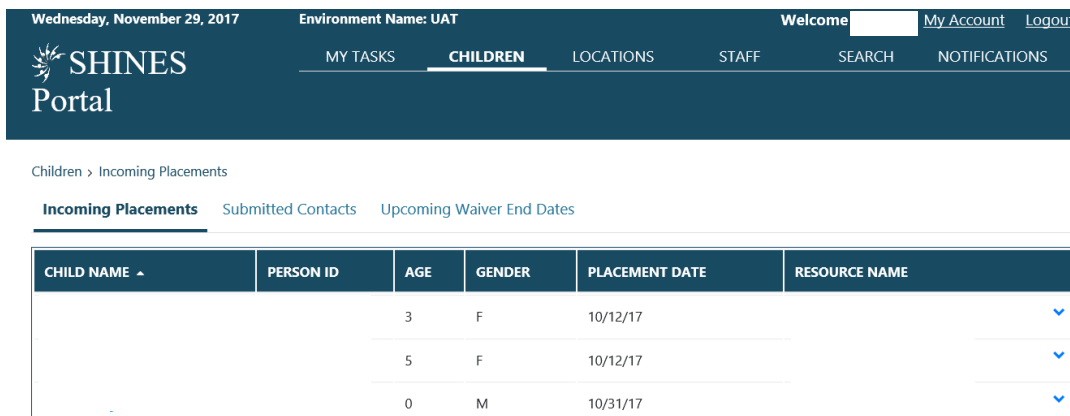 Wednesday, November 29, 2017 Environment Name: UAT Welcome My Account Logout
SHINES
Portal
MY TASKS CHILDREN LOCATIONS STAFF SEARCH NOTIFICATIONS
Children > Incoming Placements
Incoming Placements Submitted Contacts Upcoming Waiver End Dates
CHILD NAME PERSON ID AGE GENDER PLACEMENT DATE RESOURCE NAME
3 F 10/12/17
5 F 10/12/17
0 M 10/31/17